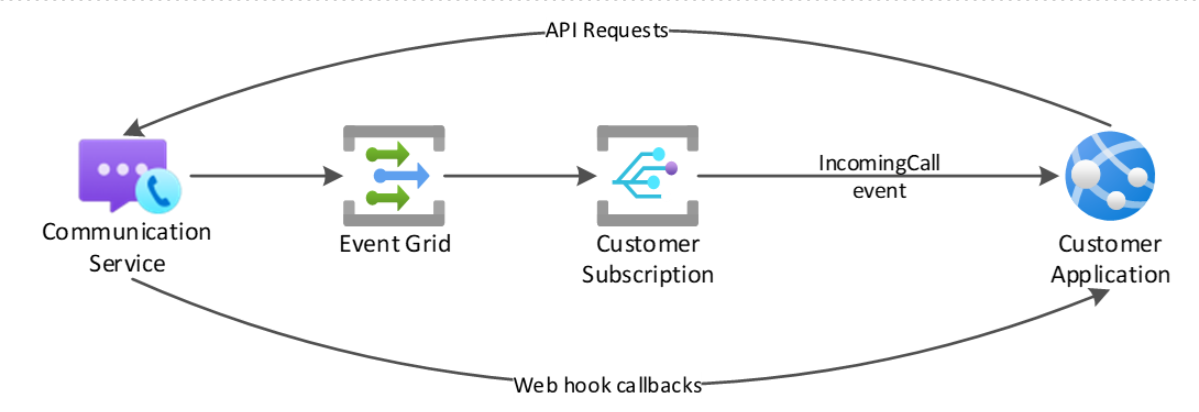 API Requests
IncomingCall
event
Communication
Service
Event Grid
Customer
Subscription
Customer
Application
Web hook callbacks